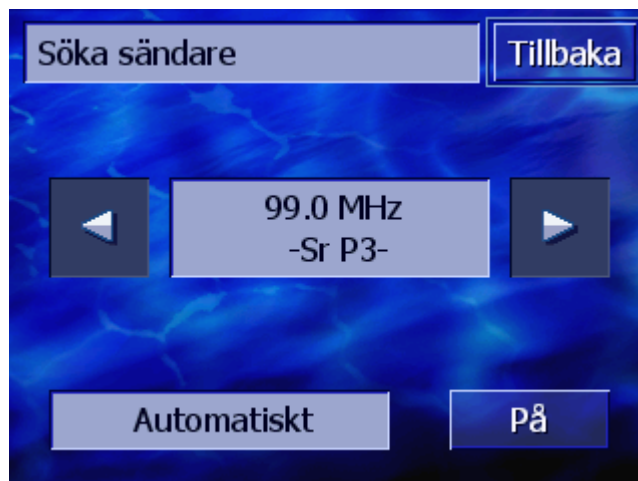 Söka sändare
Tillbaka
99.0 MHz
-Sr P3-
Automatiskt
På